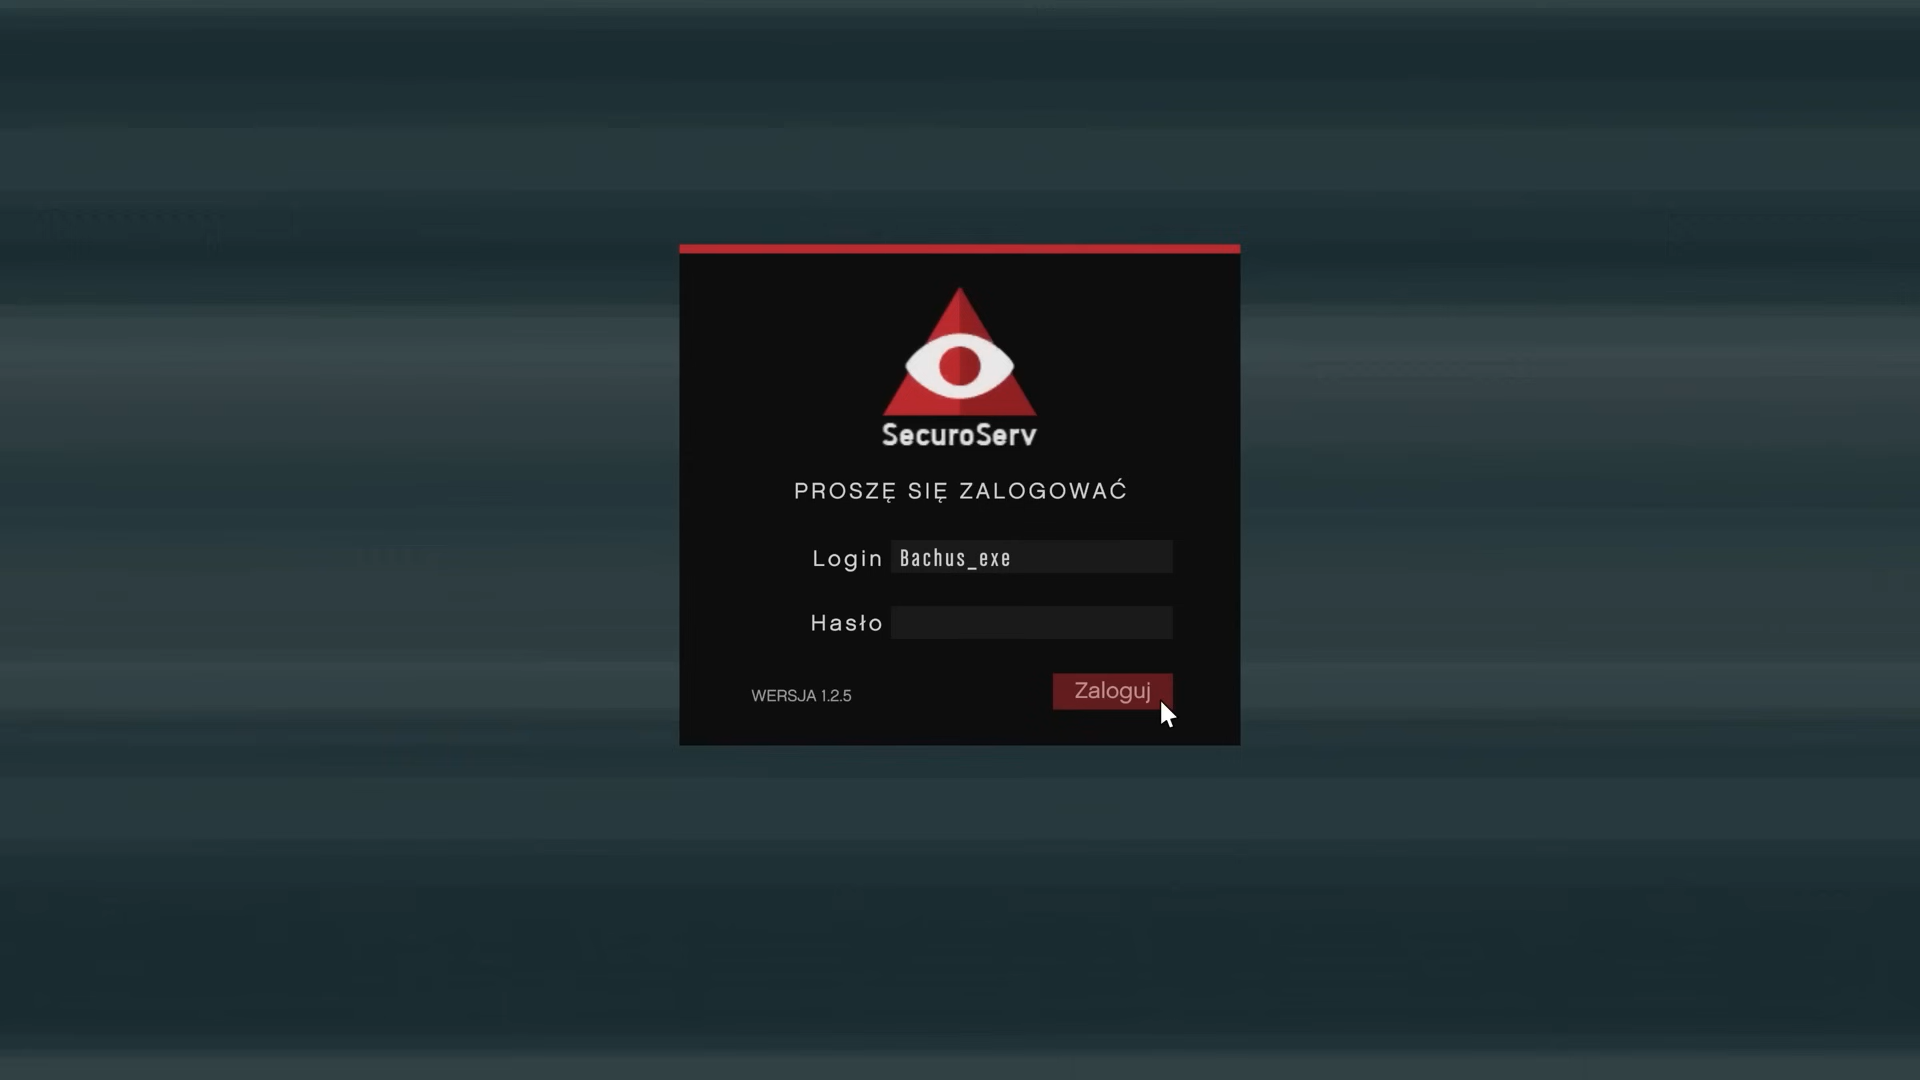 SecuroServ
PROSZĘ SIĘ ZALOGOWAĆ
Login Bachus_exe
Hasło
WERSJA 1.2.5 Zaloguj